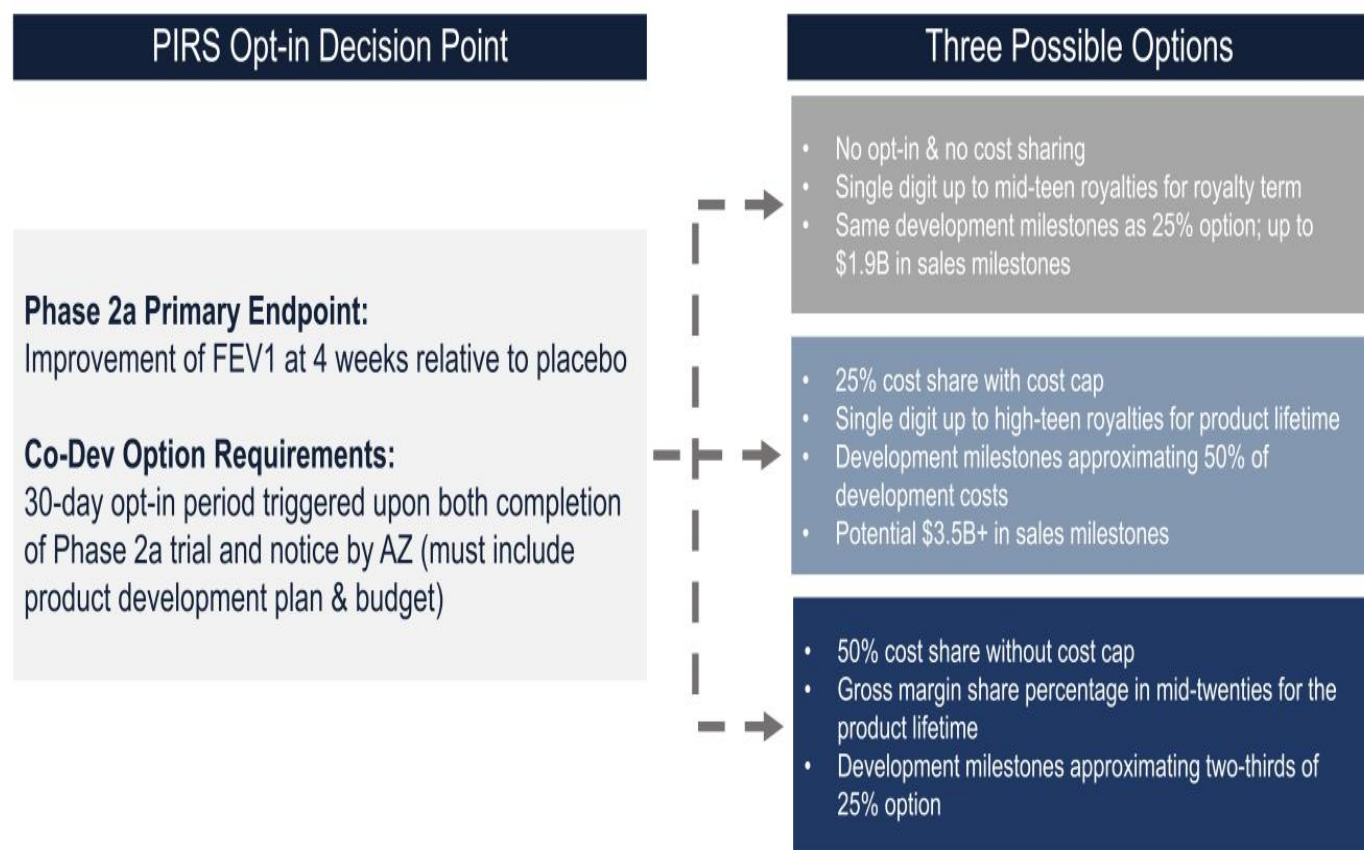 PIRS Opt-in Decision Point
Phase 2a Primary Endpoint:
Improvement of FEV1 at 4 weeks relative to placebo
Co-Dev Option Requirements:
30-day opt-in period triggered upon both completion
of Phase 2a trial and notice by AZ (must include
product development plan & budget)
Three Possible Options
• No opt-in & no cost sharing
• Single digit up to mid-teen royalties for royalty term
• Same development milestones as 25% option; up to
$1.9B in sales milestones
• 25% cost share with cost cap
• Single digit up to high-teen royalties for product lifetime
• Development milestones approximating 50% of
development costs
• Potential $3.5B+ in sales milestones
• 50% cost share without cost cap
• Gross margin share percentage in mid-twenties for the
product lifetime
• Development milestones approximating two-thirds of
25% option